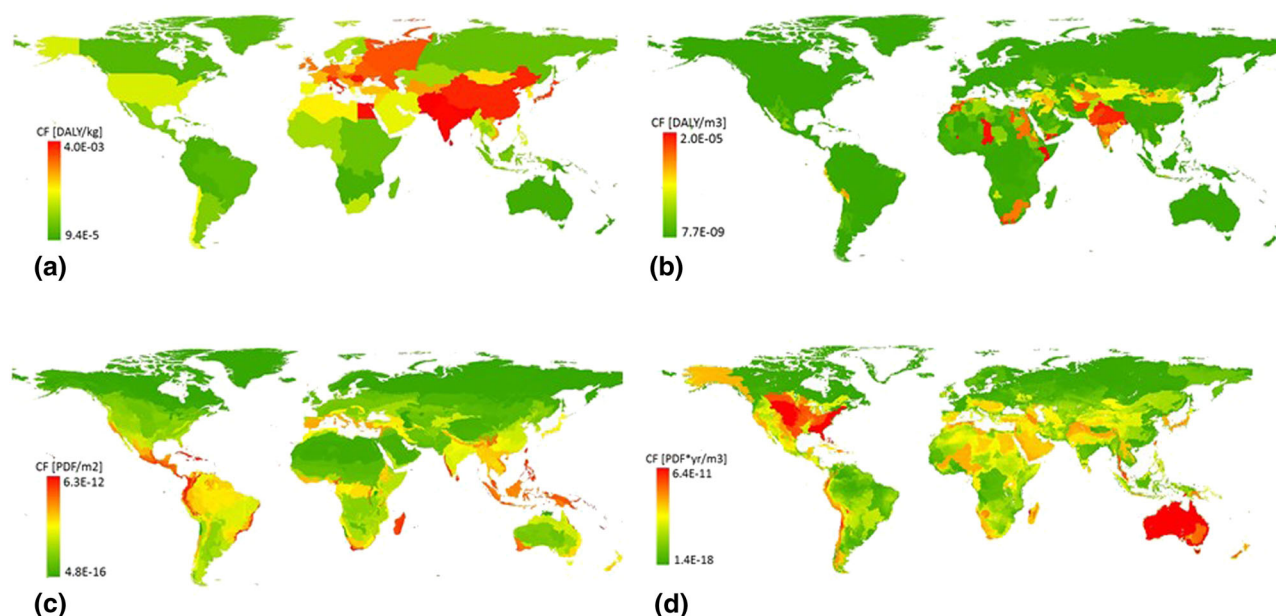 CF [DALY/kg]
4.0E-03
9.4E-5
(a)
CF [DALY/m3]
2.0E-05
7.7E-09
(b)
CF [PDF/m2]
6.3E-12
4.8E-16
(c)
CF [PDF*yr/m3]
6.4E-11
1.4E-18
(d)